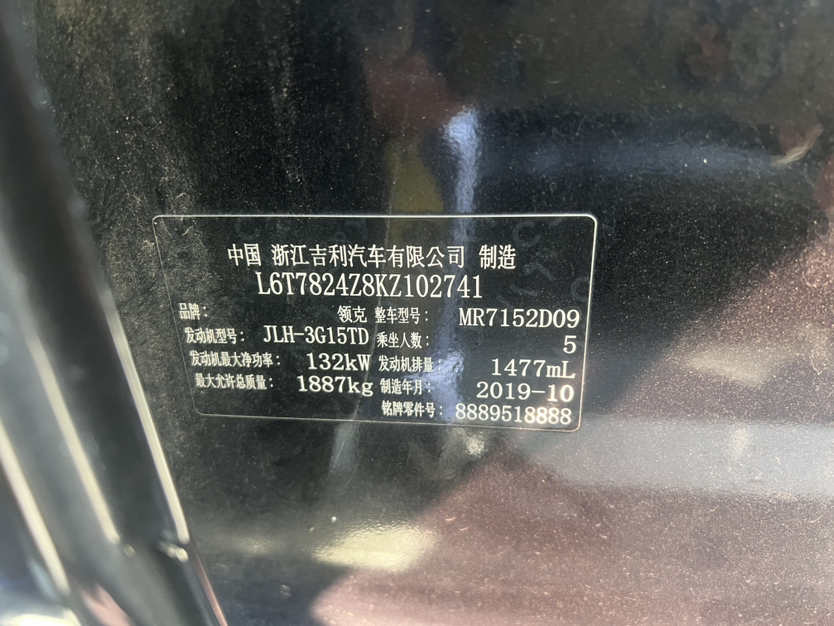 中国 浙江吉利汽车有限公司 制造
L6T7824Z8KZ102741
品牌： 领克 整车型号： MR7152D09
发动机型号： JLH-3G15TD 乘坐人数： 5
发动机最大净功率： 132kW 发动机排量： 1477mL
最大允许总质量： 1887kg 制造年月： 2019-10
铭牌零件号： 8889518888